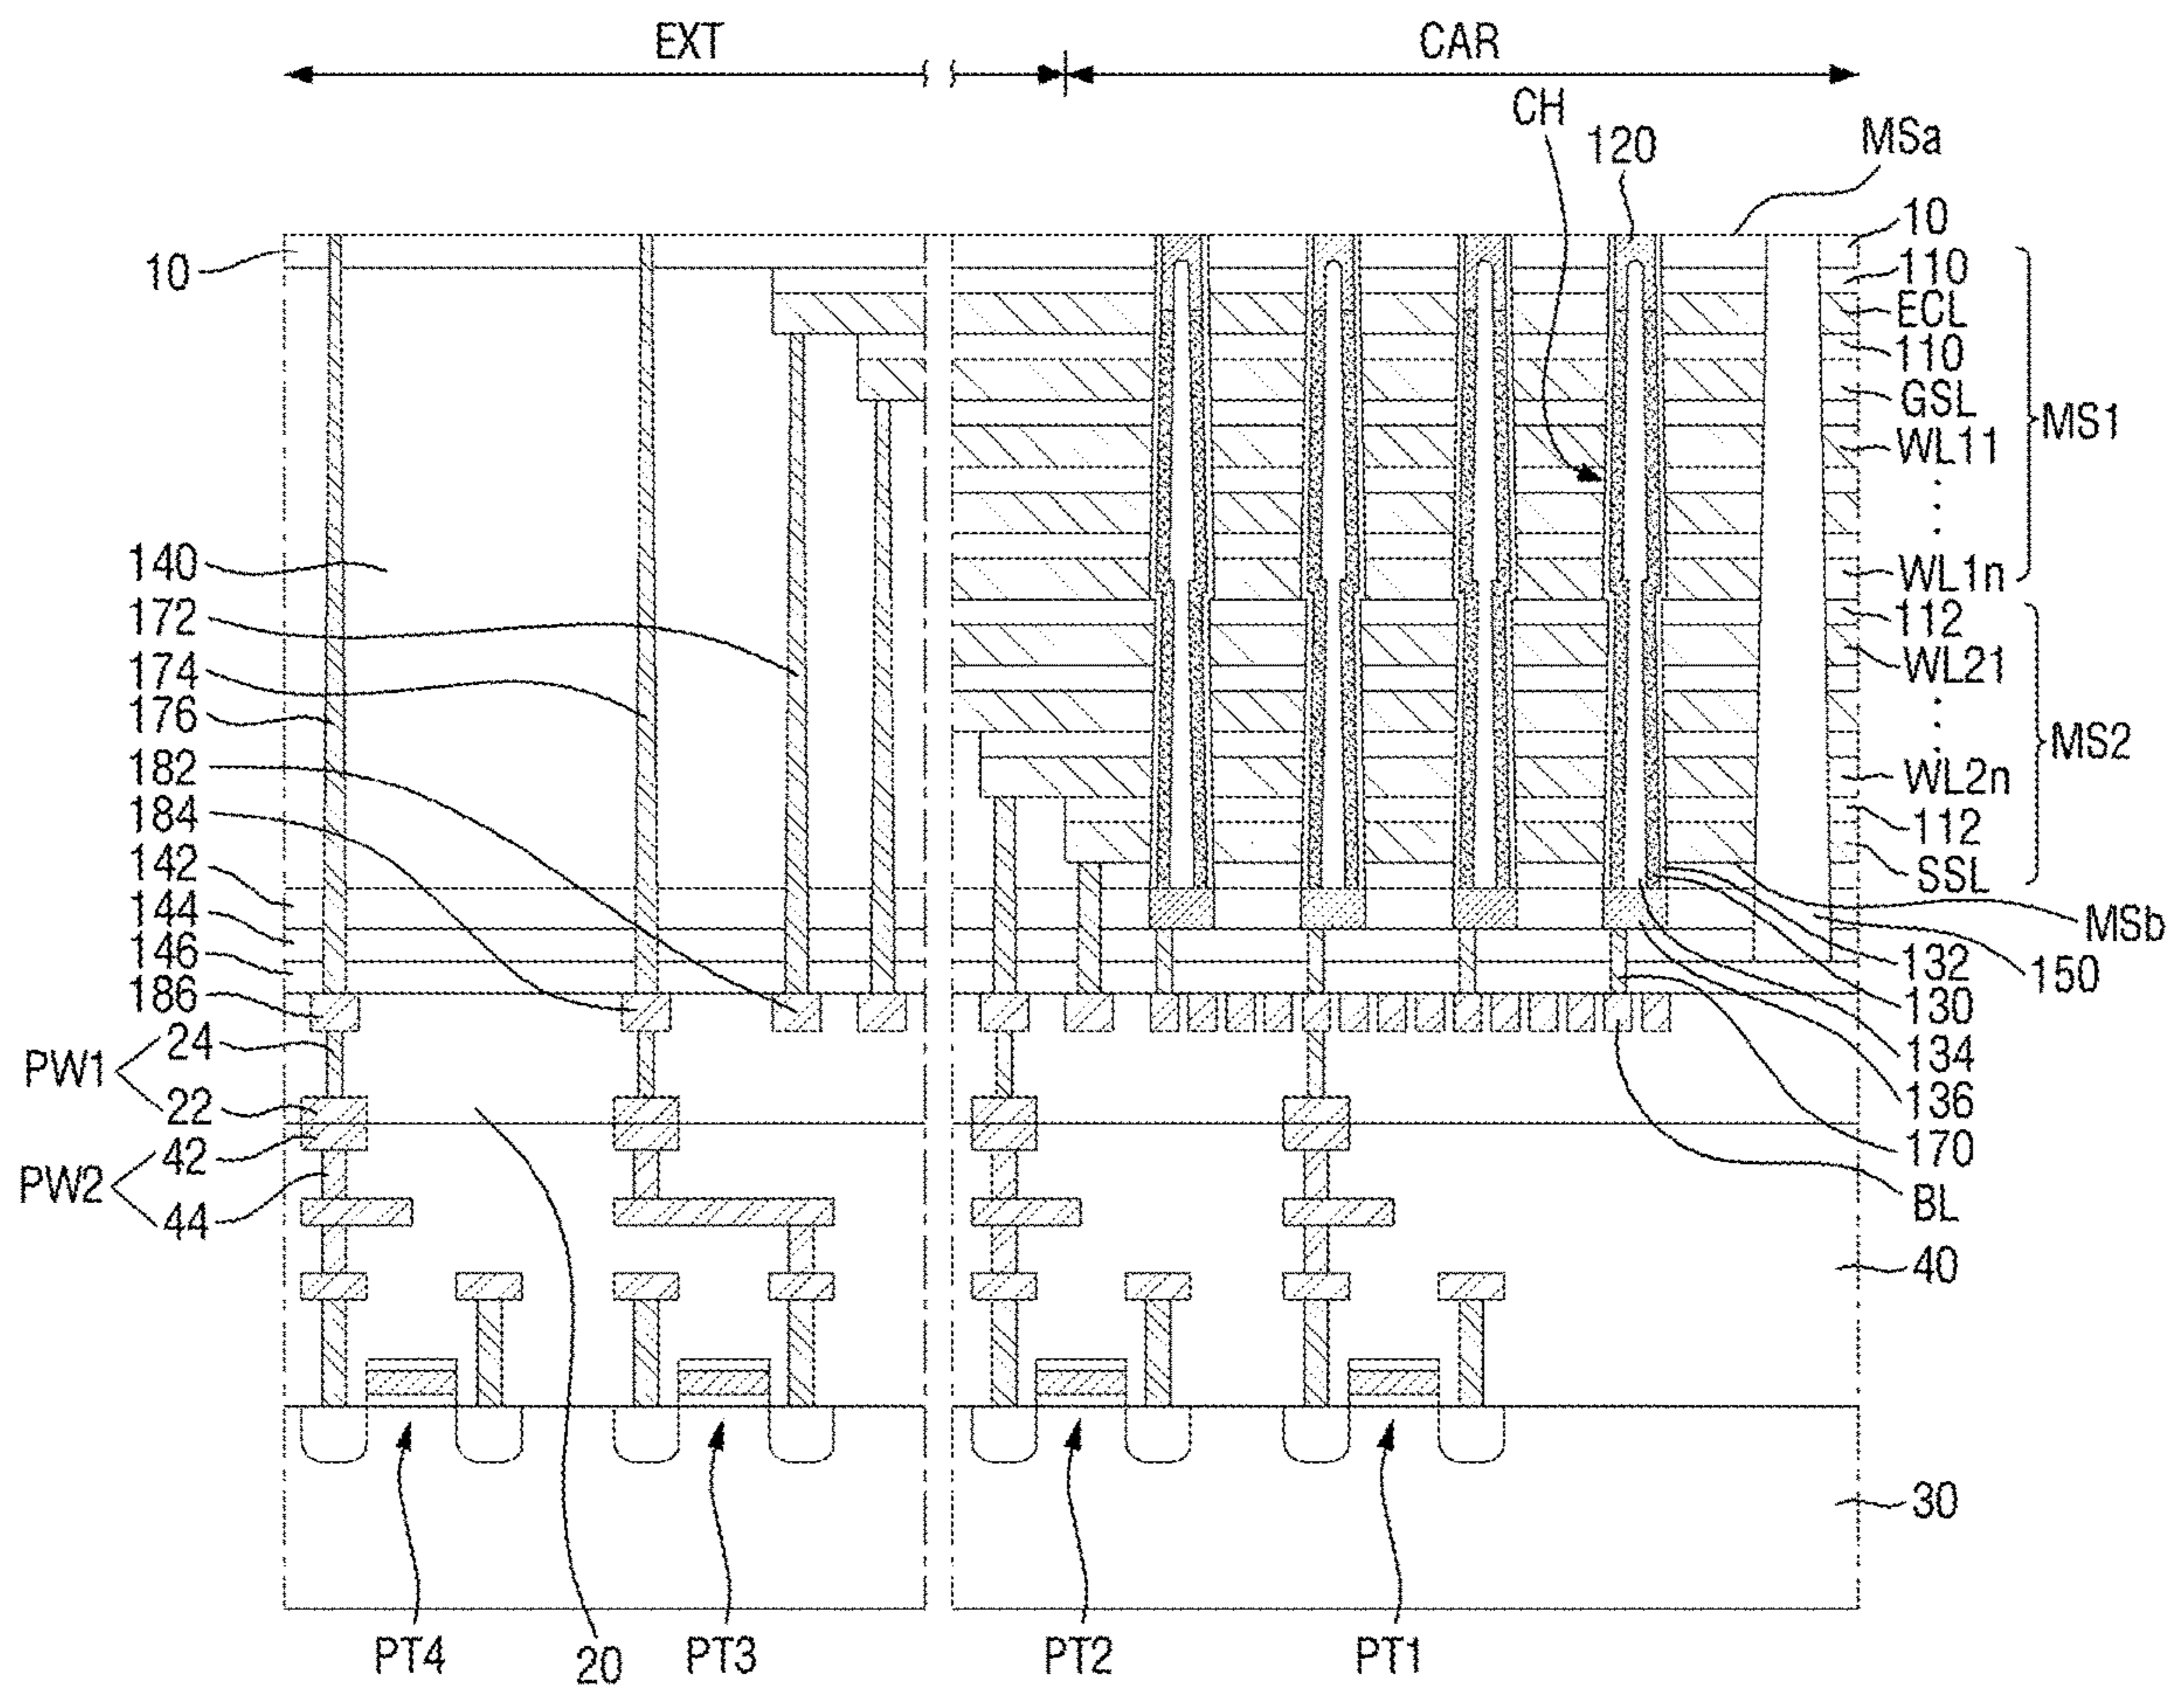 EXT CAR
CH
120
MSa
10
10
110
ECL
110
GSL
MS1
WL11
140
WL1n
172
112
174
WL21
176
MS2
182
WL2n
184
112
142
SSL
144
MSb
146
132
150
186
130
PW1
24
134
22
136
42
170
PW2
44
BL
40
30
PT4
20
PT3
PT2
PT1